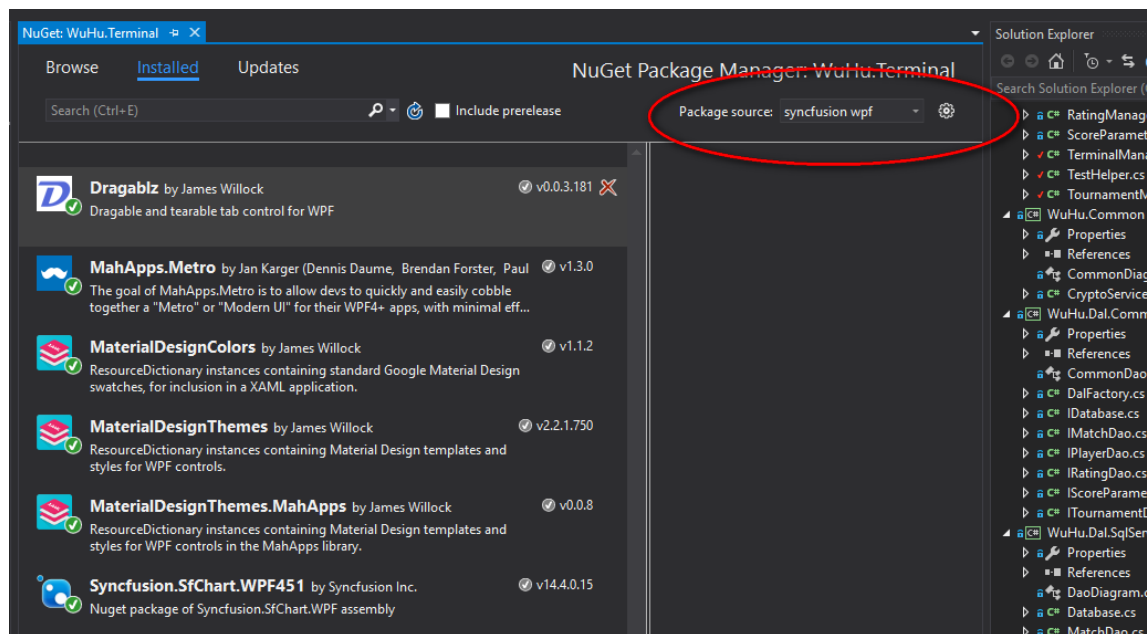 NuGet: WuHu.Terminal
Browse Installed Updates
NuGet Package Manager: WuHu.Terminal
Search (Ctrl+E)
Include prerelease
Package source: syncfusion wpf
Dragablz by James Willock
v0.0.3.181
Dragable and tearable tab control for WPF
MahApps.Metro by Jan Karger (Dennis Daume, Brendan Forster, Paul
v1.3.0
The goal of MahApps.Metro is to allow devs to quickly and easily cobble
together a "Metro" or "Modern UI" for their WPF4+ apps, with minimal eff...
MaterialDesignColors by James Willock
v1.1.2
ResourceDictionary instances containing standard Google Material Design
swatches, for inclusion in a XAML application.
MaterialDesignThemes by James Willock
v2.2.1.750
ResourceDictionary instances containing Material Design templates and
styles for WPF controls.
MaterialDesignThemes.MahApps by James Willock
v0.0.8
ResourceDictionary instances containing Material Design templates and
styles for WPF controls in the MahApps library.
Syncfusion.SfChart.WPF451 by Syncfusion Inc.
v14.4.0.15
Nuget package of Syncfusion.SfChart.WPF assembly
Solution Explorer
Search Solution Explorer (
C# RatingManag
C# ScoreParamet
C# TerminalMana
C# TestHelper.cs
C# TournamentM
C# WuHu.Common
Properties
References
CommonDiag
C# CryptoService
C# WuHu.Dal.Comm
Properties
References
CommonDao
C# DalFactory.cs
C# IDatabase.cs
C# IMatchDao.cs
C# IPlayerDao.cs
C# IRatingDao.cs
C# IScoreParame
C# ITournamentD
C# WuHu.Dal.SqlSer
Properties
References
DaoDiagram.c
C# Database.cs
C# MatchDao.cs